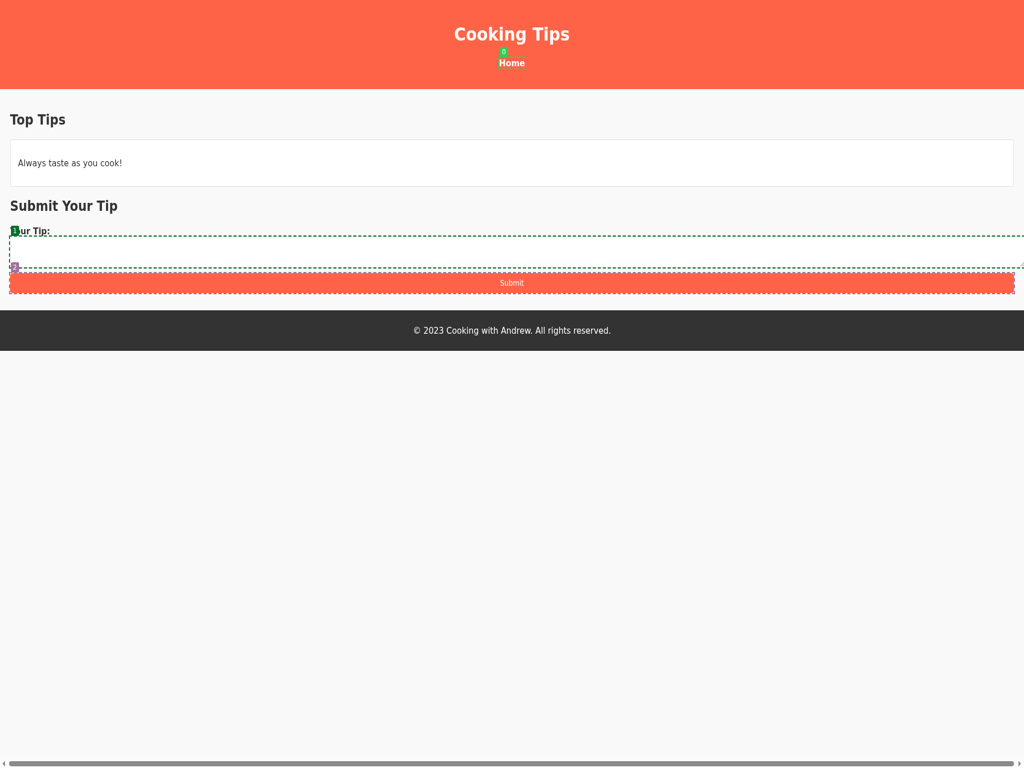 Cooking Tips
0
Home
Top Tips
Always taste as you cook!
Submit Your Tip
1
ur Tip:
2
Submit
© 2023 Cooking with Andrew. All rights reserved.